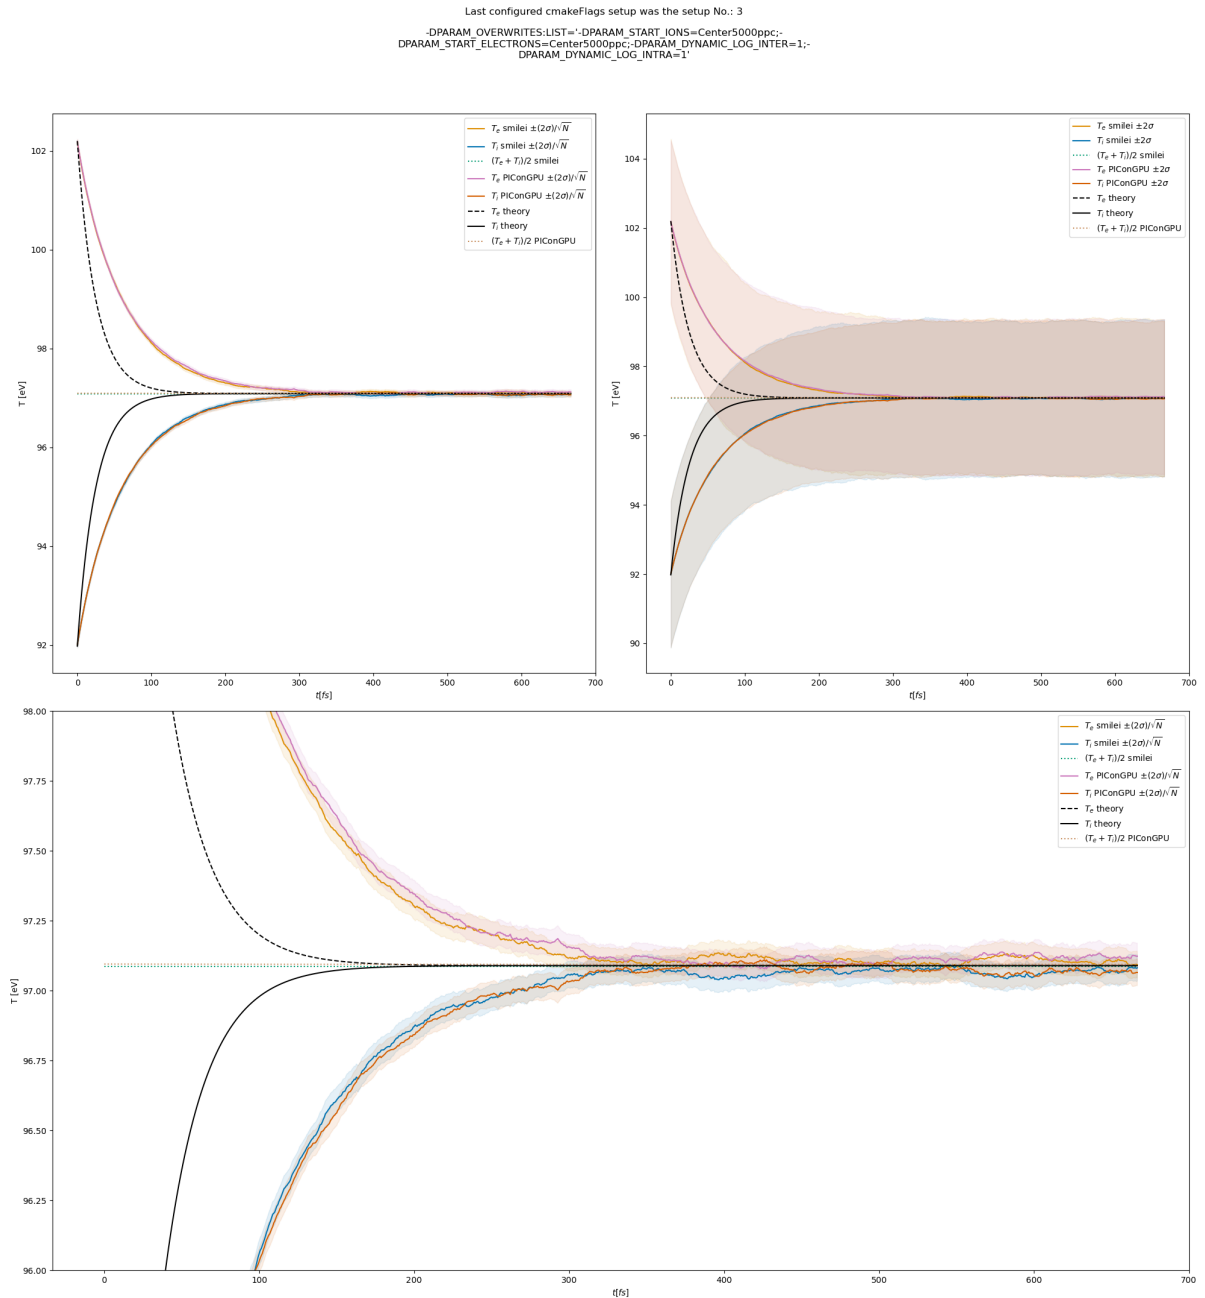 Last configured cmakeFlags setup was the setup No.: 3
-DPARAM_OVERWRITES:LIST='-DPARAM_START_IONS=Center5000ppc;-
DPARAM_START_ELECTRONS=Center5000ppc;-DPARAM_DYNAMIC_LOG_INTER=1;-
DPARAM_DYNAMIC_LOG_INTRA=1'
T [eV]
102
100
98
96
94
92
0 100 200 300 400 500 600 700
t[fs]
T_e smilei ±(2σ)/√N
T_i smilei ±(2σ)/√N
(T_e + T_i)/2 smilei
T_e PIConGPU ±(2σ)/√N
T_i PIConGPU ±(2σ)/√N
T_e theory
T_i theory
(T_e + T_i)/2 PIConGPU
T [eV]
104
102
100
98
96
94
92
90
0 100 200 300 400 500 600 700
t[fs]
T_e smilei ±2σ
T_i smilei ±2σ
(T_e + T_i)/2 smilei
T_e PIConGPU ±2σ
T_i PIConGPU ±2σ
T_e theory
T_i theory
(T_e + T_i)/2 PIConGPU
T [eV]
98.00
97.75
97.50
97.25
97.00
96.75
96.50
96.25
96.00
0 100 200 300 400 500 600 700
t[fs]
T_e smilei ±(2σ)/√N
T_i smilei ±(2σ)/√N
(T_e + T_i)/2 smilei
T_e PIConGPU ±(2σ)/√N
T_i PIConGPU ±(2σ)/√N
T_e theory
T_i theory
(T_e + T_i)/2 PIConGPU